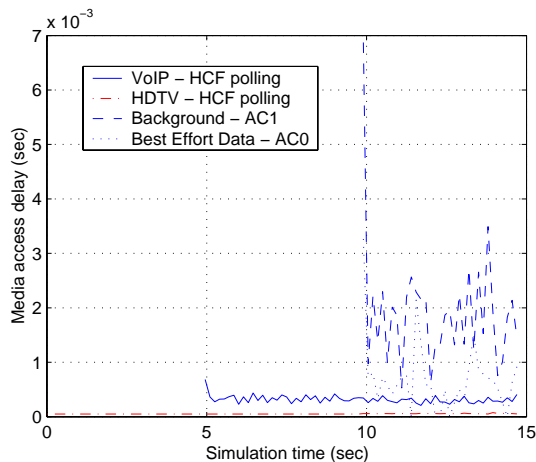 x 10⁻³
7
6
5
4
3
2
1
0
Media access delay (sec)
VoIP − HCF polling
HDTV − HCF polling
Background − AC1
Best Effort Data − AC0
0 5 10 15
Simulation time (sec)